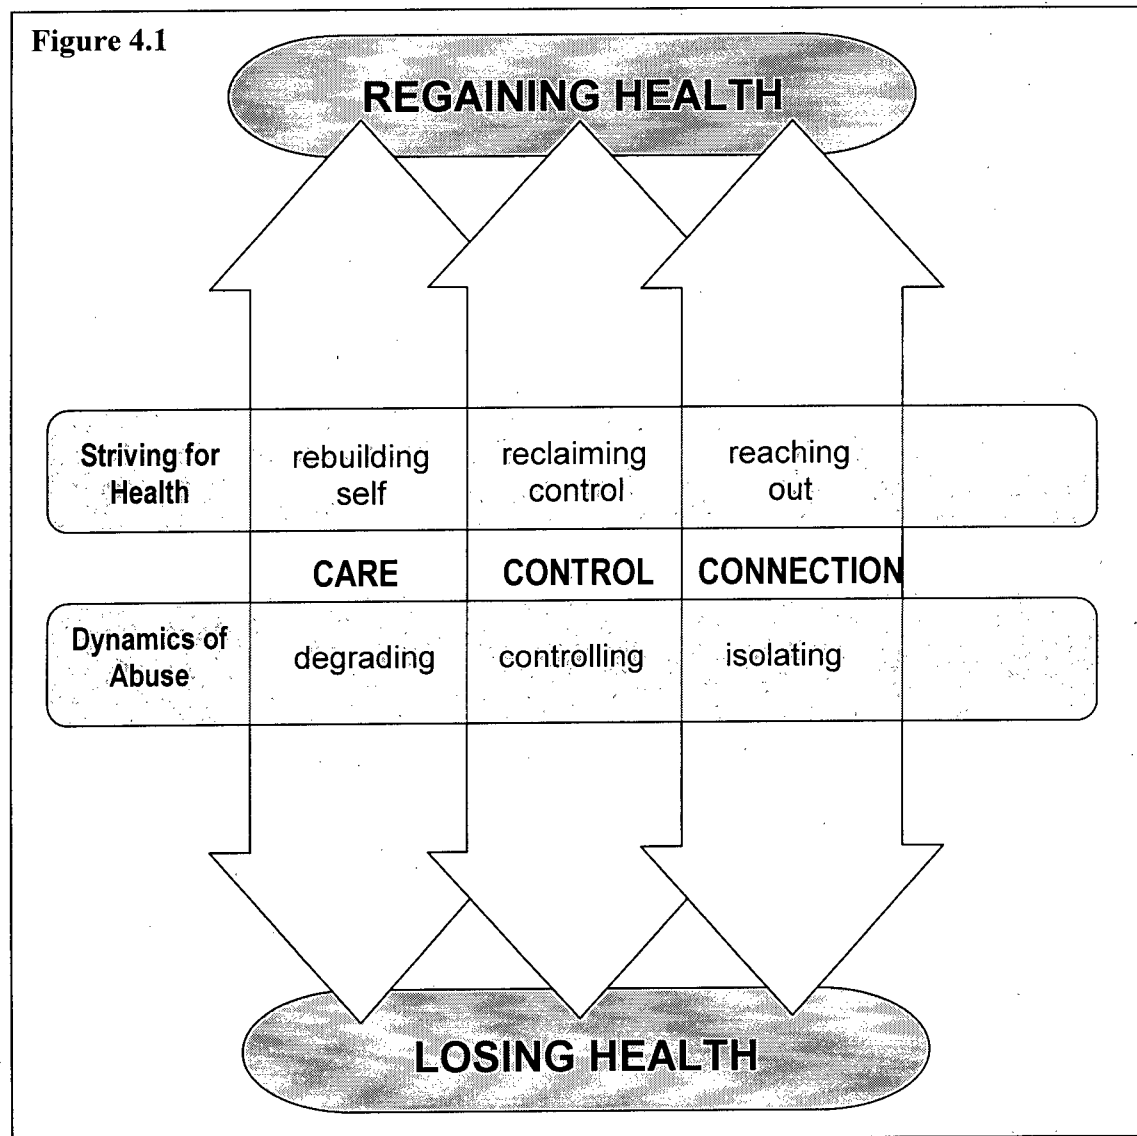 Figure 4.1
REGAINING HEALTH
Striving for
Health
rebuilding
self
reclaiming
control
reaching
out
CARE
CONTROL
CONNECTION
Dynamics of
Abuse
degrading
controlling
isolating
LOSING HEALTH